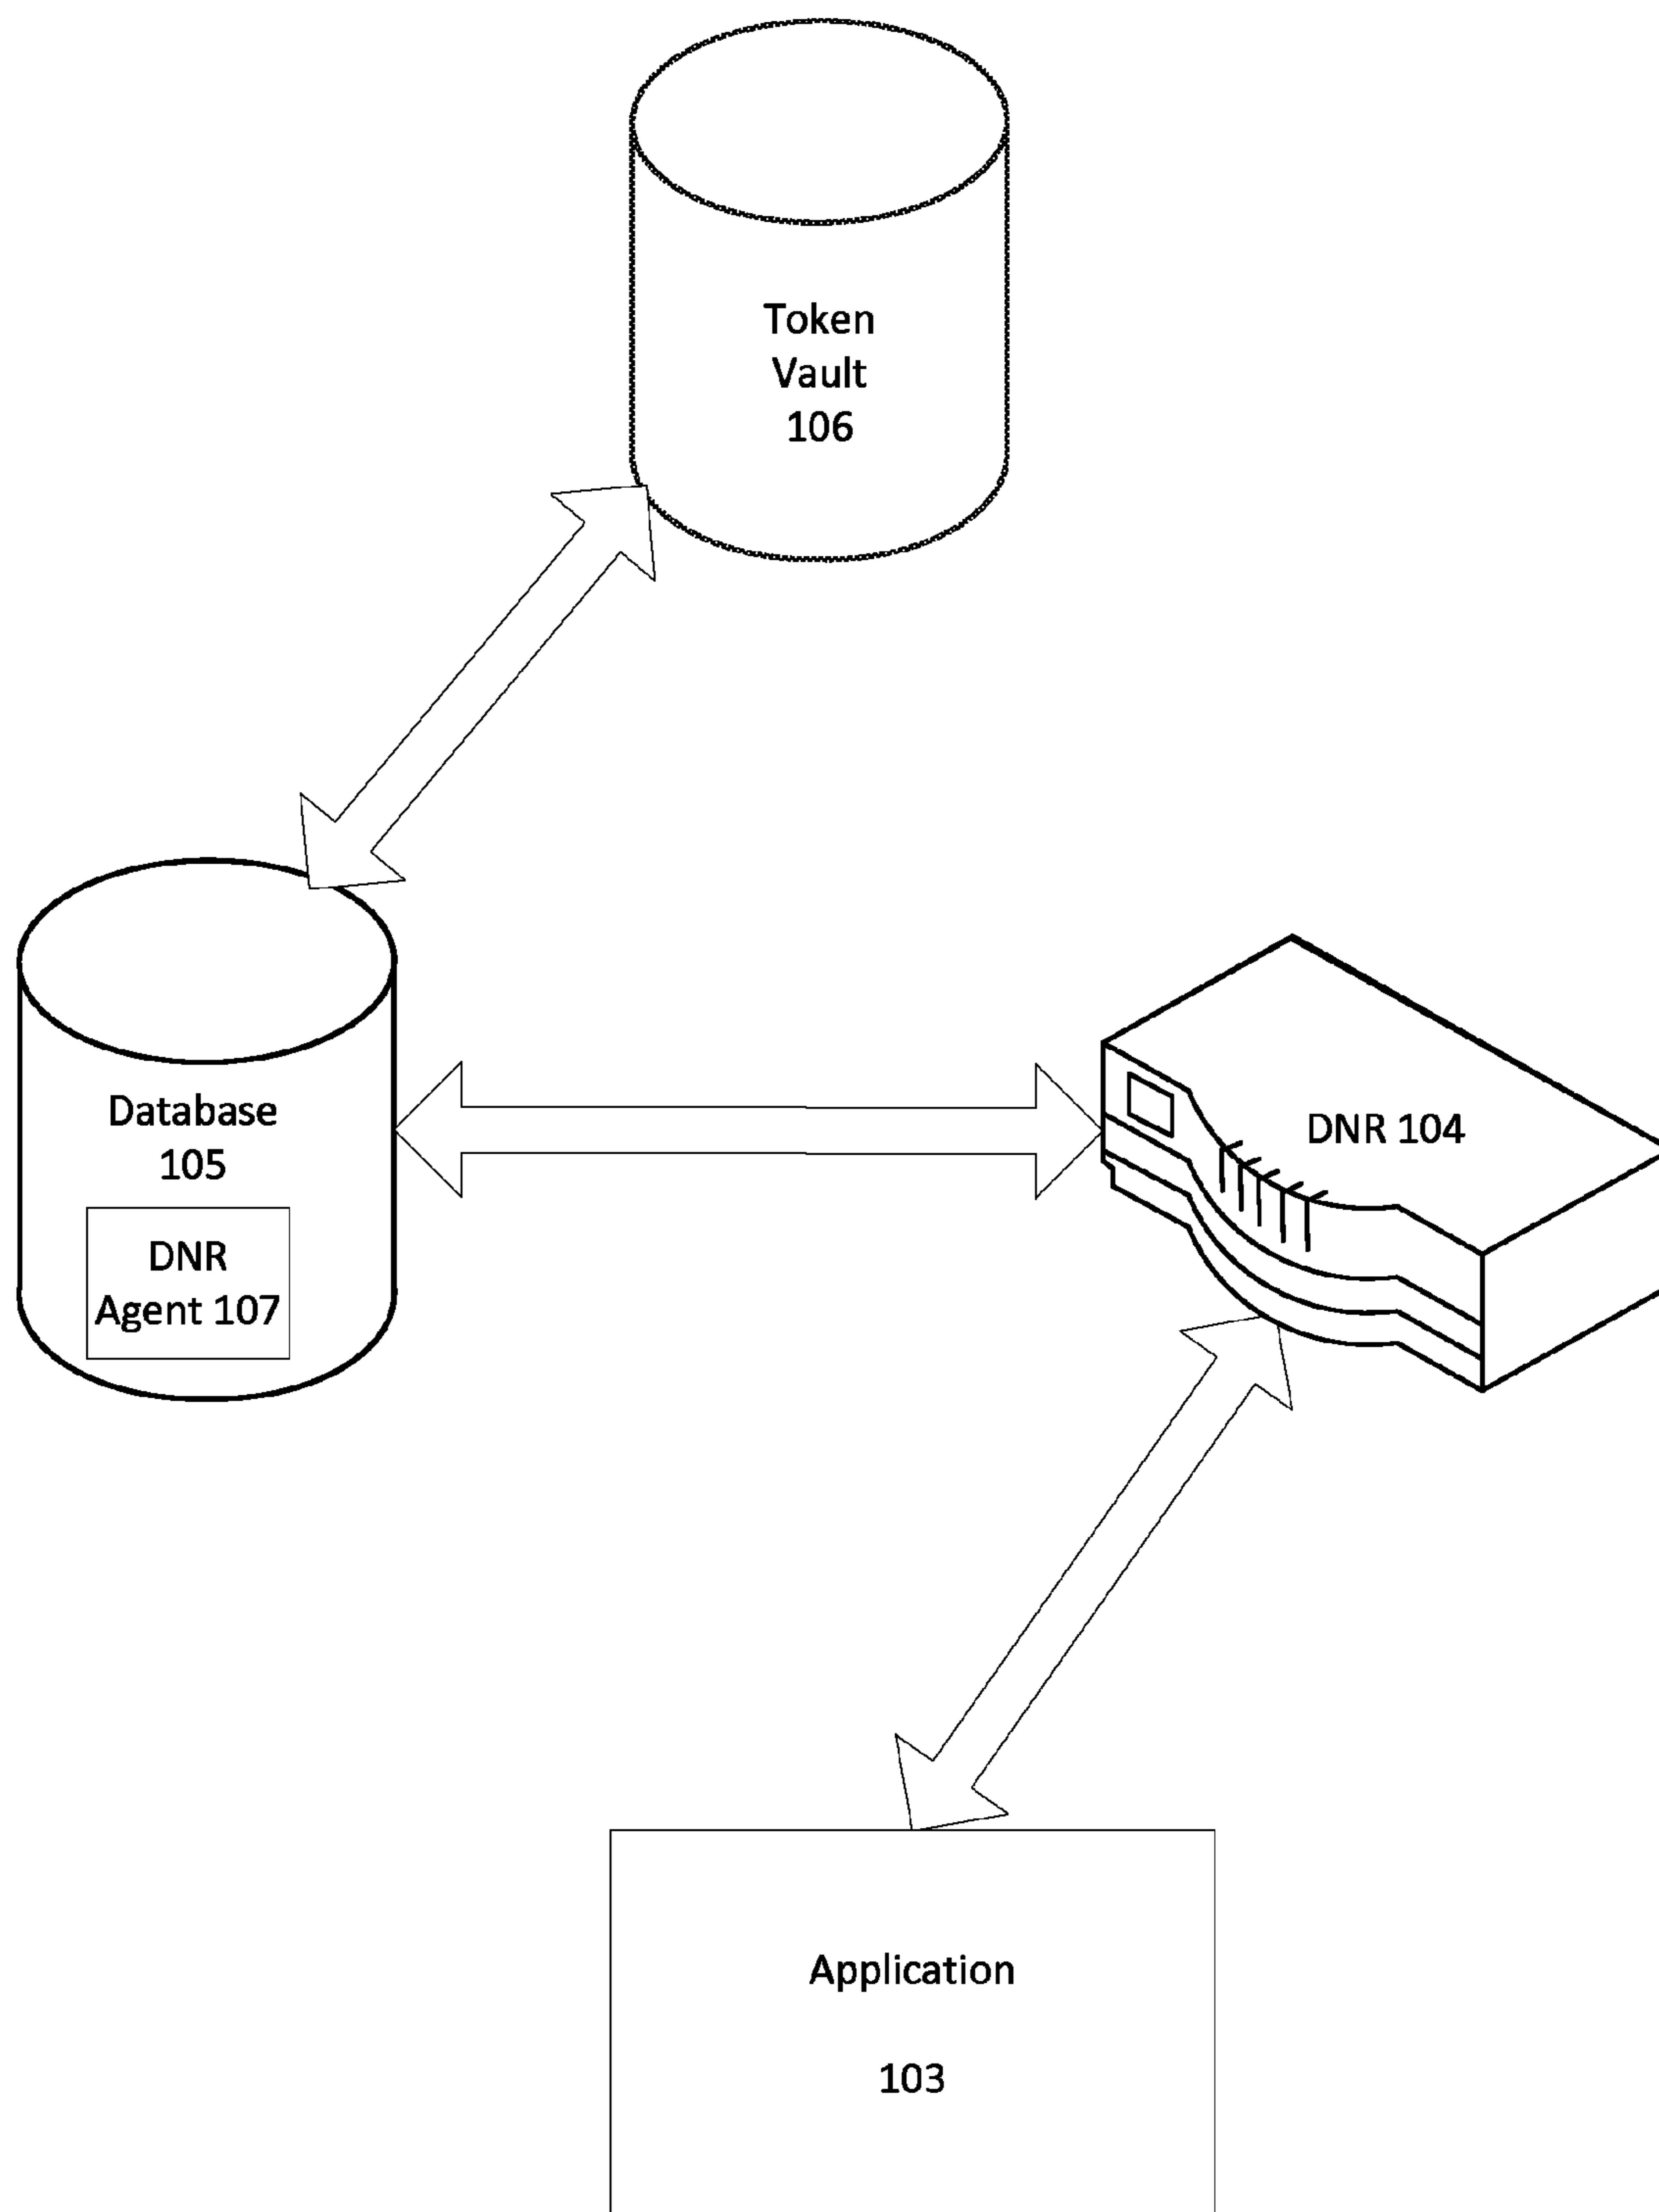 Token
Vault
106
Database
105
DNR
Agent 107
DNR 104
Application
103